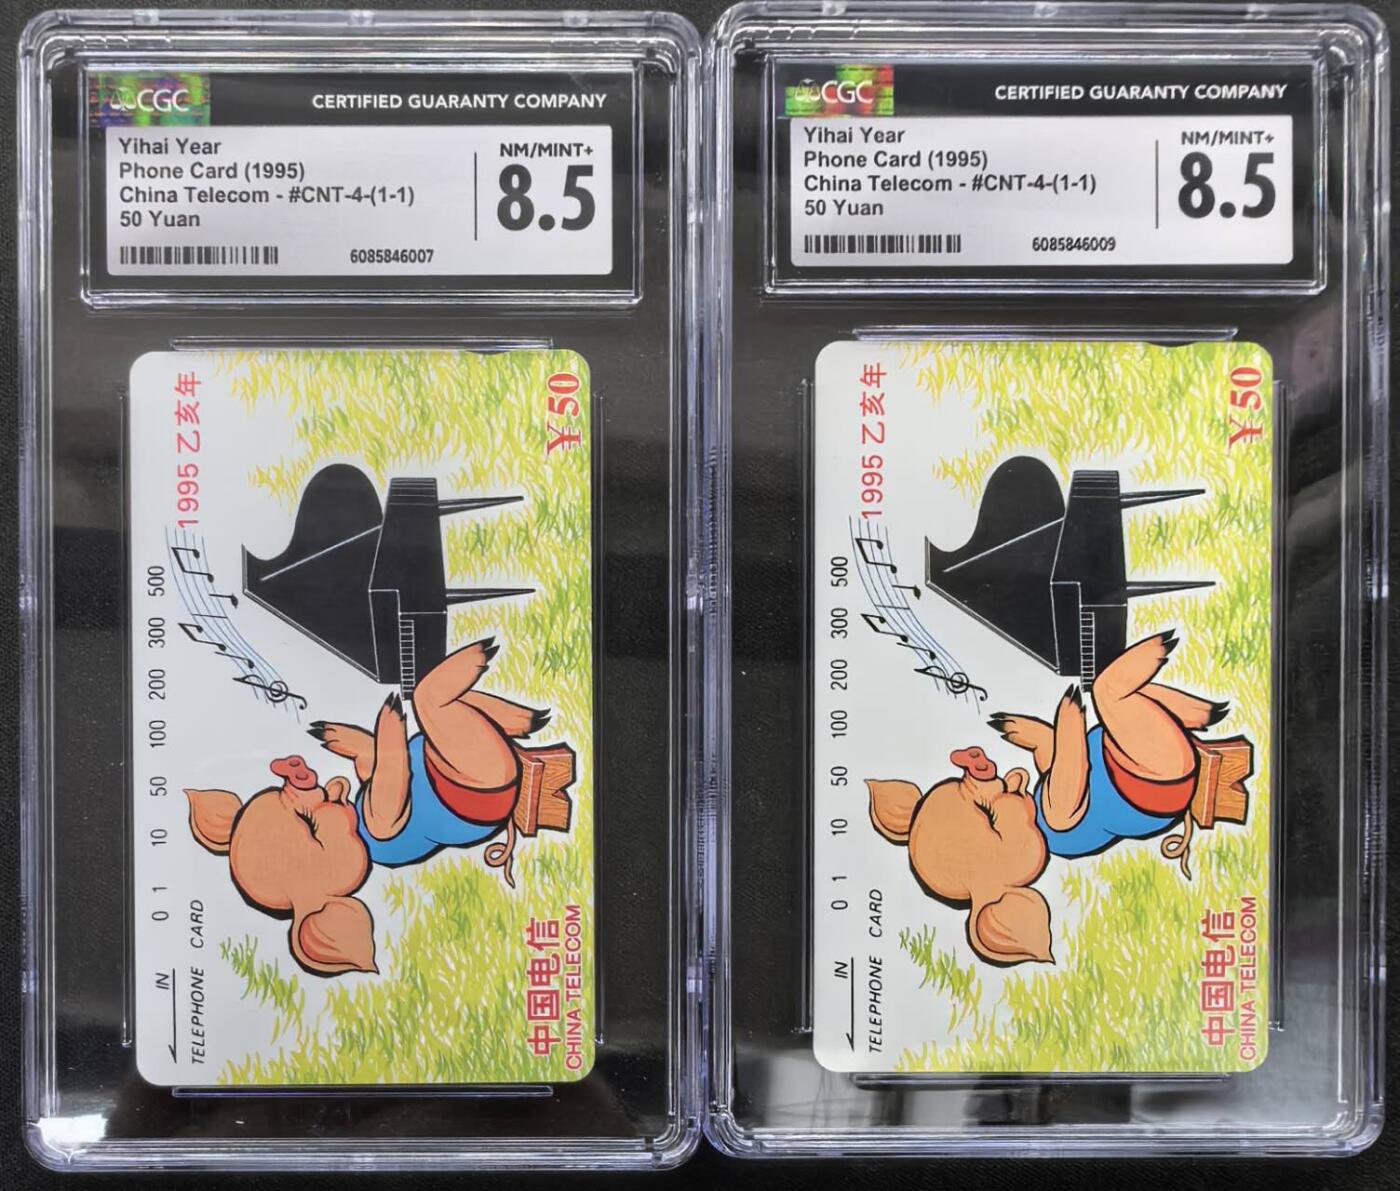 CGC
CERTIFIED GUARANTY COMPANY
Yihai Year
Phone Card (1995)
China Telecom - #CNT-4-(1-1)
50 Yuan
NM/MINT+
8.5
6085846007
1995 乙亥年
¥50
500 300 200 100 50 10 1 0
IN
TELEPHONE CARD
中国电信
CHINA TELECOM
CGC
CERTIFIED GUARANTY COMPANY
Yihai Year
Phone Card (1995)
China Telecom - #CNT-4-(1-1)
50 Yuan
NM/MINT+
8.5
6085846009
1995 乙亥年
¥50
500 300 200 100 50 10 1 0
IN
TELEPHONE CARD
中国电信
CHINA TELECOM